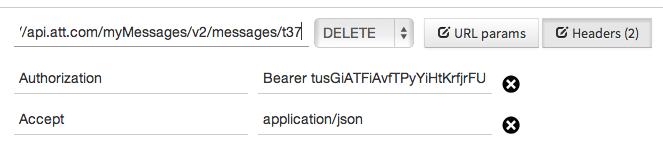 '/api.att.com/myMessages/v2/messages/t37 DELETE URL params Headers (2)
Authorization Bearer tusGiATFiAvfTPyYiHtKrfjrFU
Accept application/json